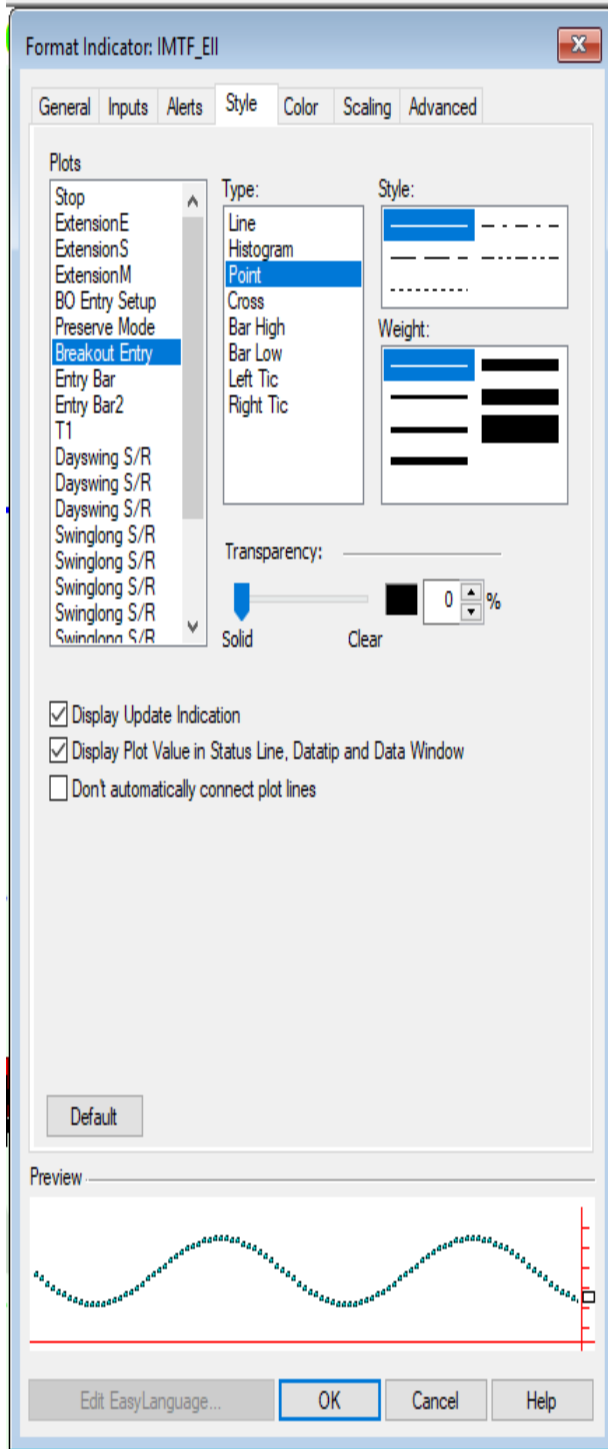 Format Indicator: IMTF_EII
General Inputs Alerts Style Color Scaling Advanced
Plots
Stop
ExtensionE
ExtensionS
ExtensionM
BO Entry Setup
Preserve Mode
Breakout Entry
Entry Bar
Entry Bar2
T1
Dayswing S/R
Dayswing S/R
Dayswing S/R
Swinglong S/R
Swinglong S/R
Swinglong S/R
Swinglong S/R
Swinglong S/R
Type:
Line
Histogram
Point
Cross
Bar High
Bar Low
Left Tic
Right Tic
Style:
Weight:
Transparency:
0 %
Solid Clear
Display Update Indication
Display Plot Value in Status Line, Datatip and Data Window
Don't automatically connect plot lines
Default
Preview
Edit EasyLanguage... OK Cancel Help